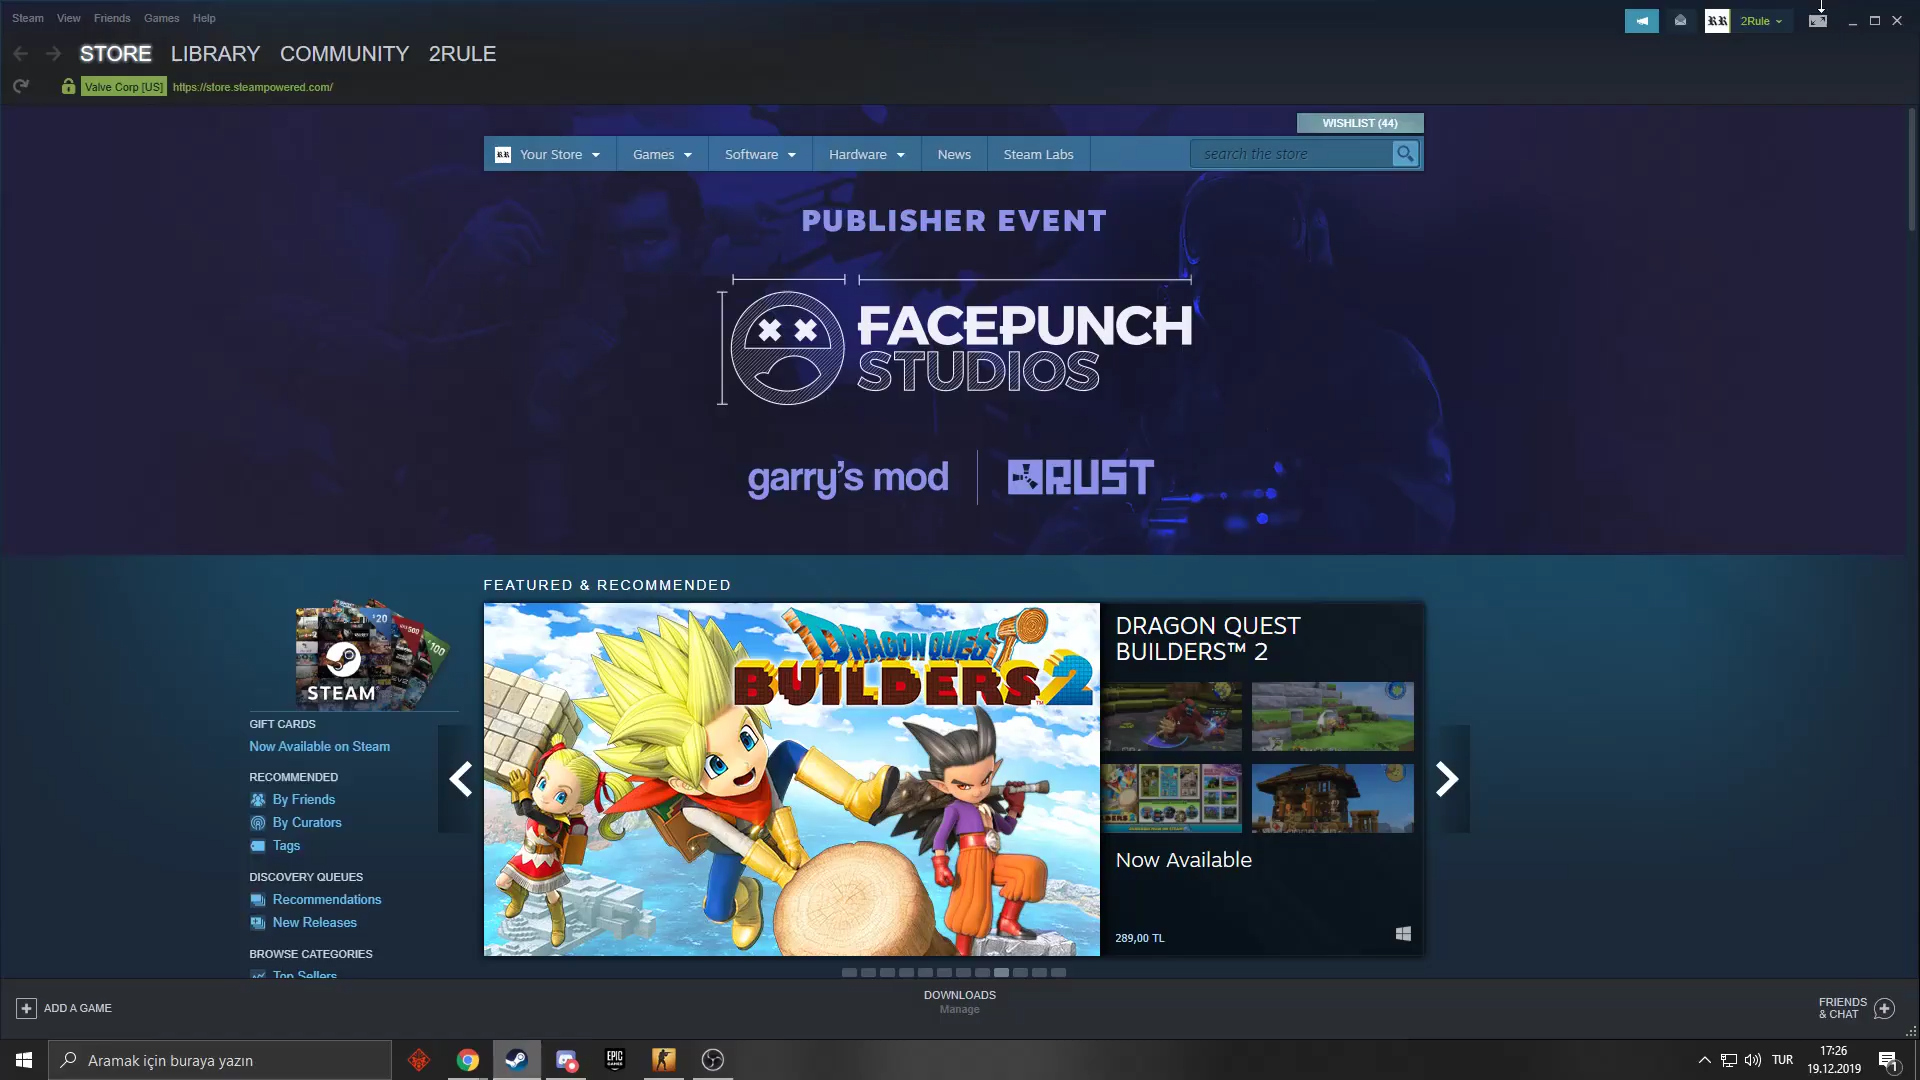 Steam View Friends Games Help
2Rule
STORE LIBRARY COMMUNITY 2RULE
Valve Corp [US] https://store.steampowered.com/
WISHLIST (44)
Your Store Games Software Hardware News Steam Labs search the store
PUBLISHER EVENT
FACEPUNCH
STUDIOS
garry's mod RUST
FEATURED & RECOMMENDED
STEAM
GIFT CARDS
Now Available on Steam
RECOMMENDED
By Friends
By Curators
Tags
DISCOVERY QUEUES
Recommendations
New Releases
BROWSE CATEGORIES
Top Sellers
DRAGON QUEST
BUILDERS 2
DRAGON QUEST
BUILDERS™ 2
Now Available
289,00 TL
ADD A GAME
DOWNLOADS
Manage
FRIENDS
& CHAT
Aramak için buraya yazın
EPIC
GAMES
TUR
17:26
19.12.2019
1